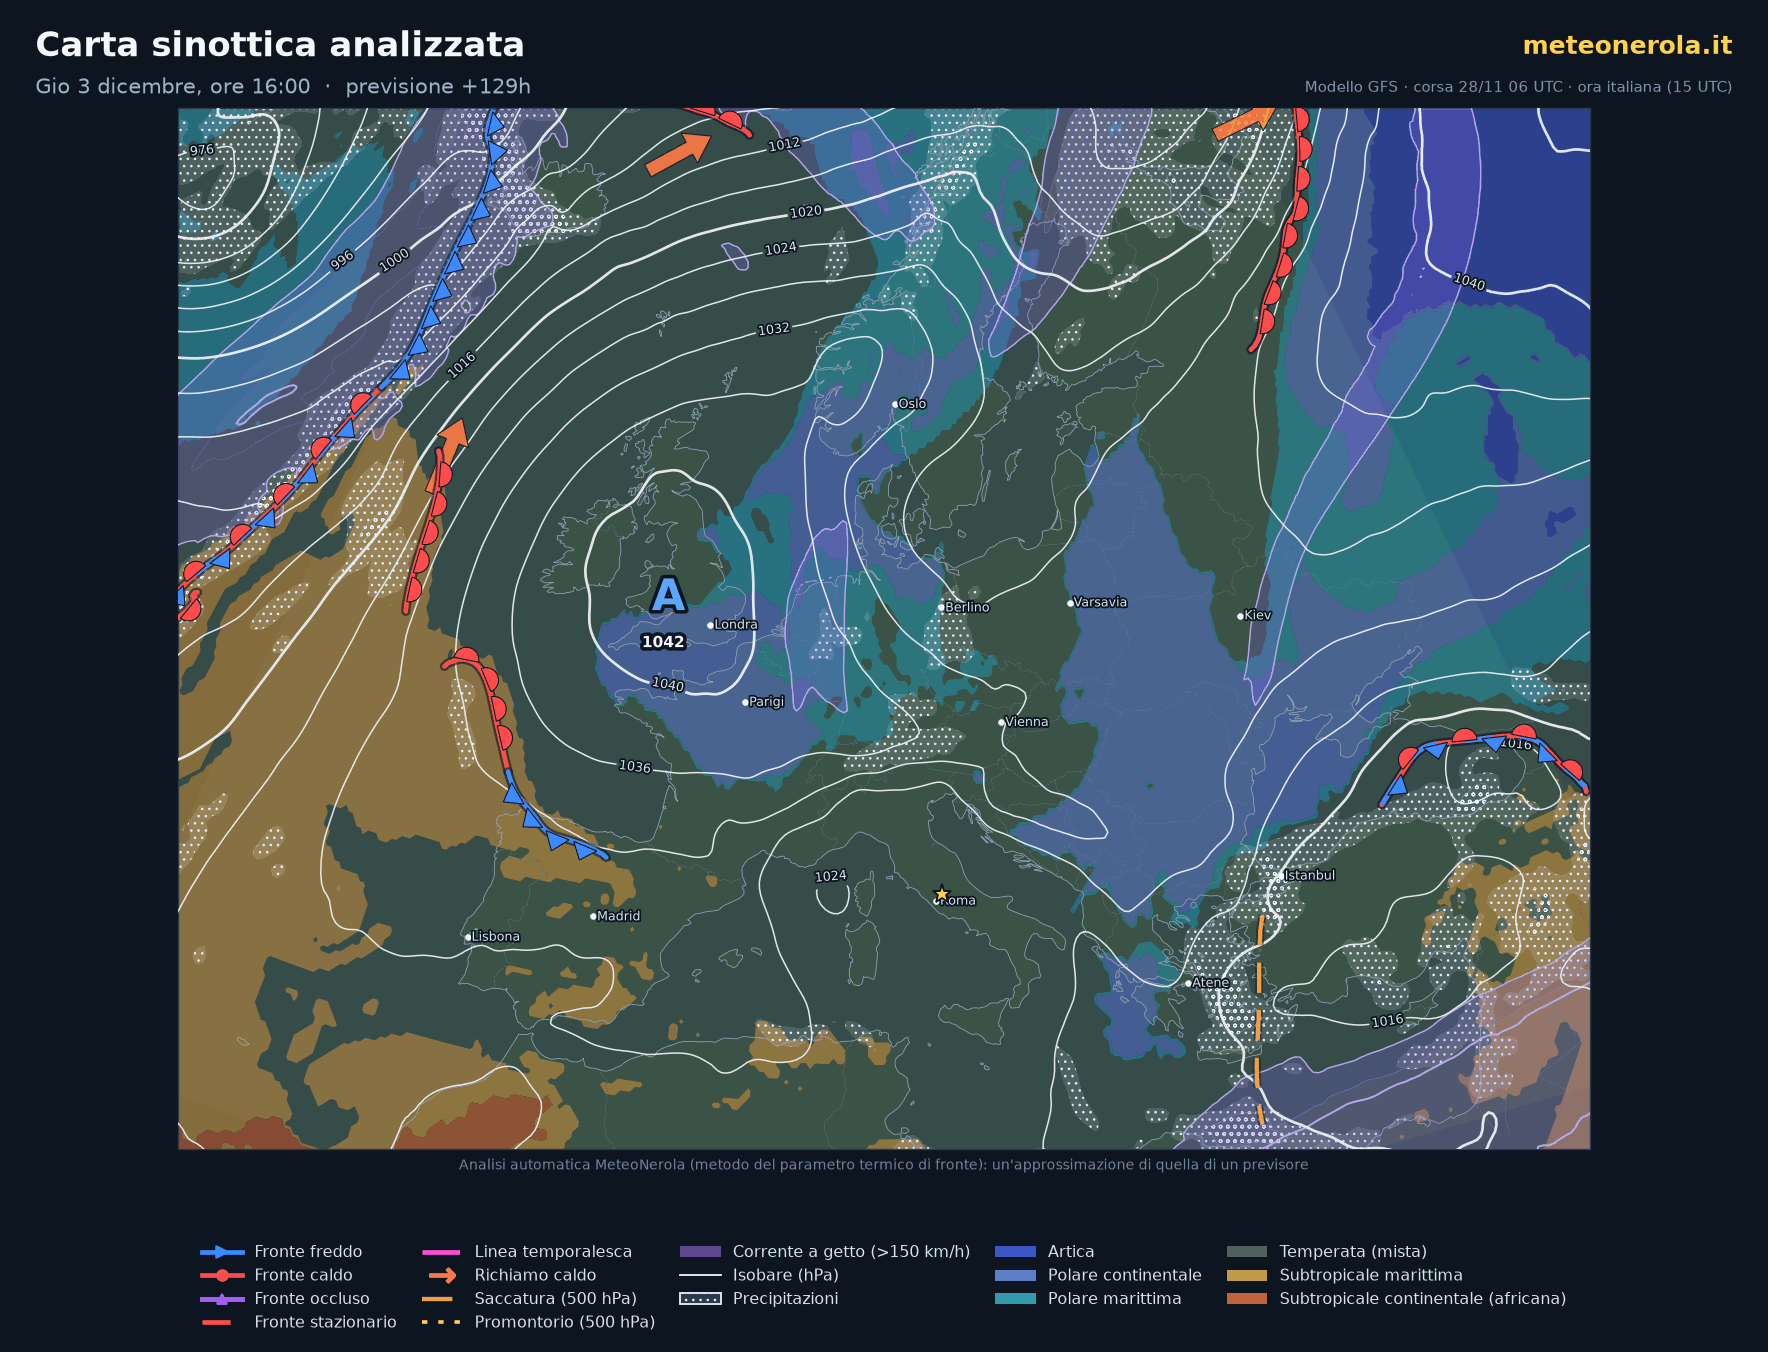 Carta sinottica analizzata
meteonerola.it
Gio 3 dicembre, ore 16:00 · previsione +129h
Modello GFS · corsa 28/11 06 UTC · ora italiana (15 UTC)
976
1012
1020
1024
996
1000
1040
1032
1016
Oslo
A
Londra
1042
1040
Parigi
Berlino
Varsavia
Kiev
Vienna
1036
1016
1024
Roma
Istanbul
Madrid
Lisbona
Atene
1016
Analisi automatica MeteoNerola (metodo del parametro termico di fronte): un'approssimazione di quella di un previsore
Fronte freddo
Fronte caldo
Fronte occluso
Fronte stazionario
Linea temporalesca
Richiamo caldo
Saccatura (500 hPa)
Promontorio (500 hPa)
Corrente a getto (>150 km/h)
Isobare (hPa)
Precipitazioni
Artica
Polare continentale
Polare marittima
Temperata (mista)
Subtropicale marittima
Subtropicale continentale (africana)